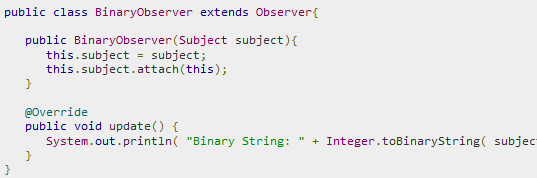 public class BinaryObserver extends Observer{
public BinaryObserver(Subject subject){
this.subject = subject;
this.subject.attach(this);
}
@Override
public void update() {
System.out.println( "Binary String: " + Integer.toBinaryString( subjec
}
}